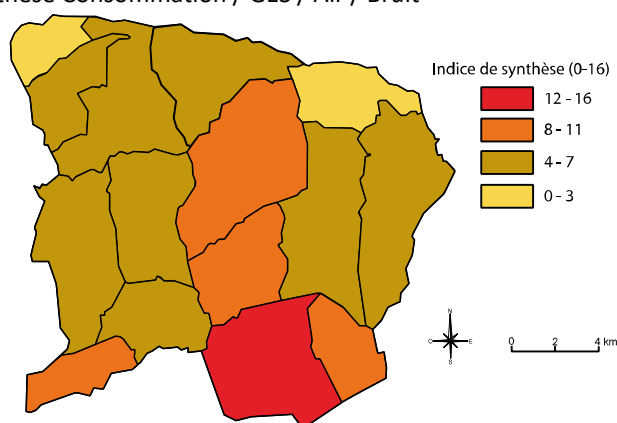 Consommation / GES / Air / Bruit
Indice de synthèse (0-16)
12 - 16
8 - 11
4 - 7
0 - 3
N
O
E
S
0 2 4 km